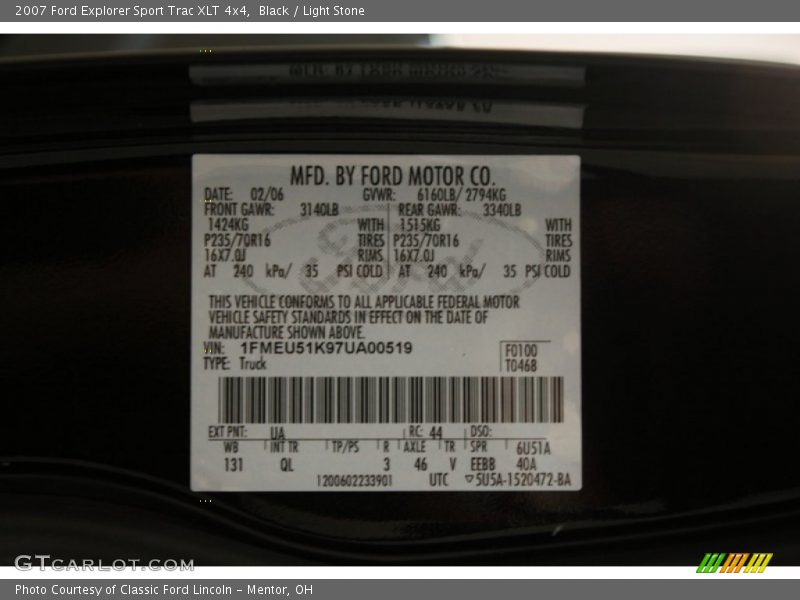 2007 Ford Explorer Sport Trac XLT 4x4, Black / Light Stone
MFD. BY FORD MOTOR CO.
DATE: 02/06 GVWR: 6160LB/ 2794KG
FRONT GAWR: 3140LB REAR GAWR: 3340LB
1424KG WITH 1515KG WITH
P235/70R16 TIRES P235/70R16 TIRES
16X7.0J RIMS 16X7.0J RIMS
AT 240 kPa/ 35 PSI COLD AT 240 kPa/ 35 PSI COLD
THIS VEHICLE CONFORMS TO ALL APPLICABLE FEDERAL MOTOR
VEHICLE SAFETY STANDARDS IN EFFECT ON THE DATE OF
MANUFACTURE SHOWN ABOVE.
VIN: 1FMEU51K97UA00519 F0100
TYPE: Truck T0468
EXT PNT: UA RC: 44 DSO:
WB INT TR TP/PS R AXLE TR SPR 6U51A
131 QL 3 46 V EEBB 40A
1200602233901 UTC ▽5U5A-1520472-BA
GTCARLOT.COM
Photo Courtesy of Classic Ford Lincoln - Mentor, OH